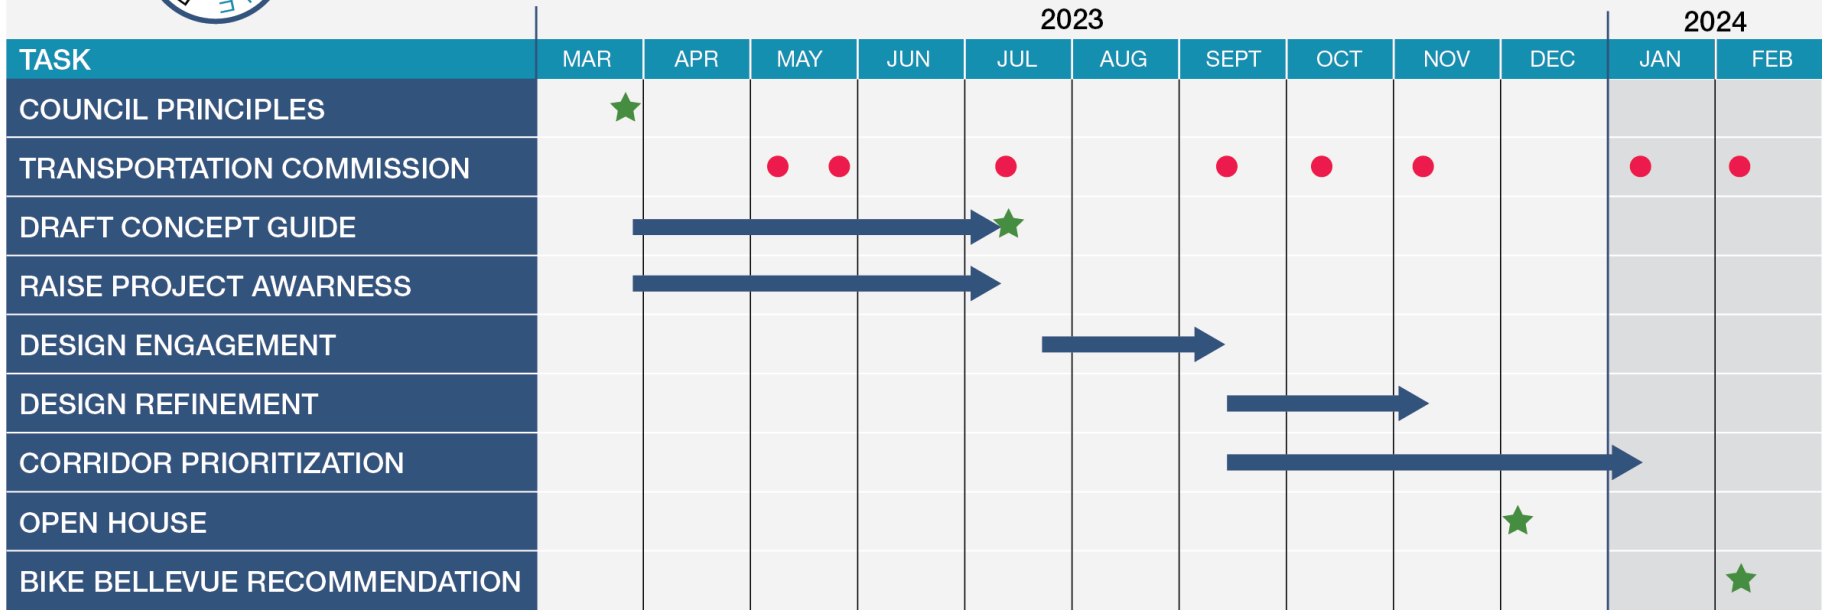 2023 2024
TASK MAR APR MAY JUN JUL AUG SEPT OCT NOV DEC JAN FEB
COUNCIL PRINCIPLES
TRANSPORTATION COMMISSION
DRAFT CONCEPT GUIDE
RAISE PROJECT AWARNESS
DESIGN ENGAGEMENT
DESIGN REFINEMENT
CORRIDOR PRIORITIZATION
OPEN HOUSE
BIKE BELLEVUE RECOMMENDATION